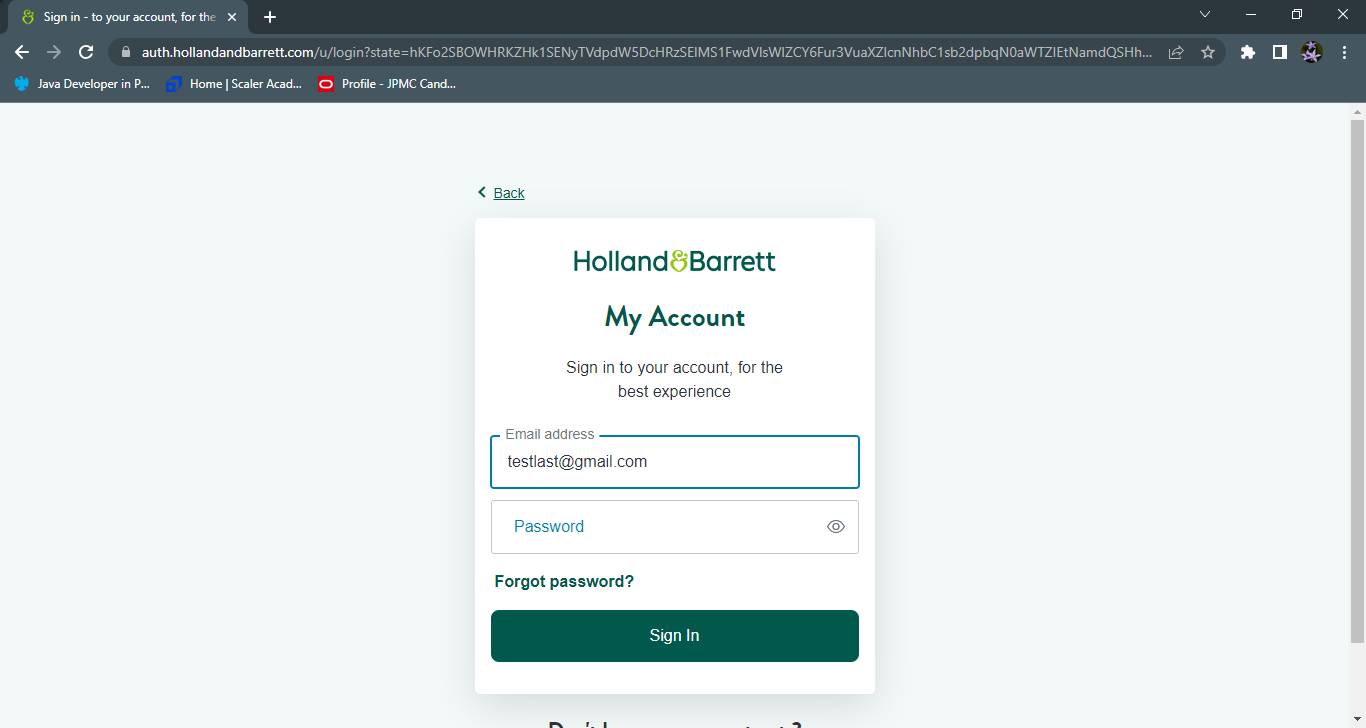 Sign in - to your account, for the
auth.hollandandbarrett.com/u/login?state=hKFo2SBOWHRKZHk1SENyTVdpdW5DcHRzSElMS1FwdVlsWlZCY6Fur3VuaXZlcnNhbC1sb2dpbqN0aWTZIEtNamdQSHh...
Java Developer in P...
Home | Scaler Acad...
Profile - JPMC Cand...
Back
Holland&Barrett
My Account
Sign in to your account, for the
best experience
Email address
testlast@gmail.com
Password
Forgot password?
Sign In